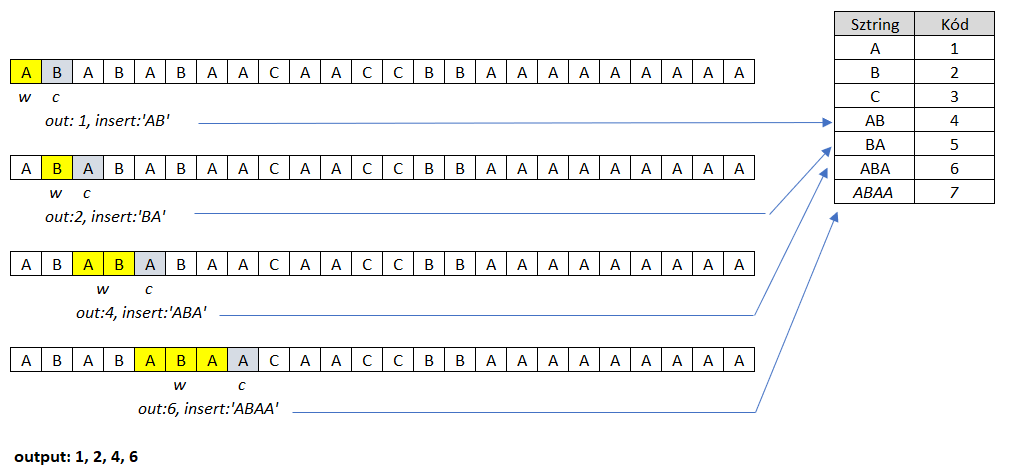 Sztring Kód
A 1
B 2
C 3
AB 4
BA 5
ABA 6
ABAA 7
A B A B A B A A C A A C C B B A A A A A A A A A
w c
out: 1, insert:'AB'
A B A B A B A A C A A C C B B A A A A A A A A A
w c
out:2, insert:'BA'
A B A B A B A A C A A C C B B A A A A A A A A A
w c
out:4, insert:'ABA'
A B A B A B A A C A A C C B B A A A A A A A A A
w c
out:6, insert:'ABAA'
output: 1, 2, 4, 6